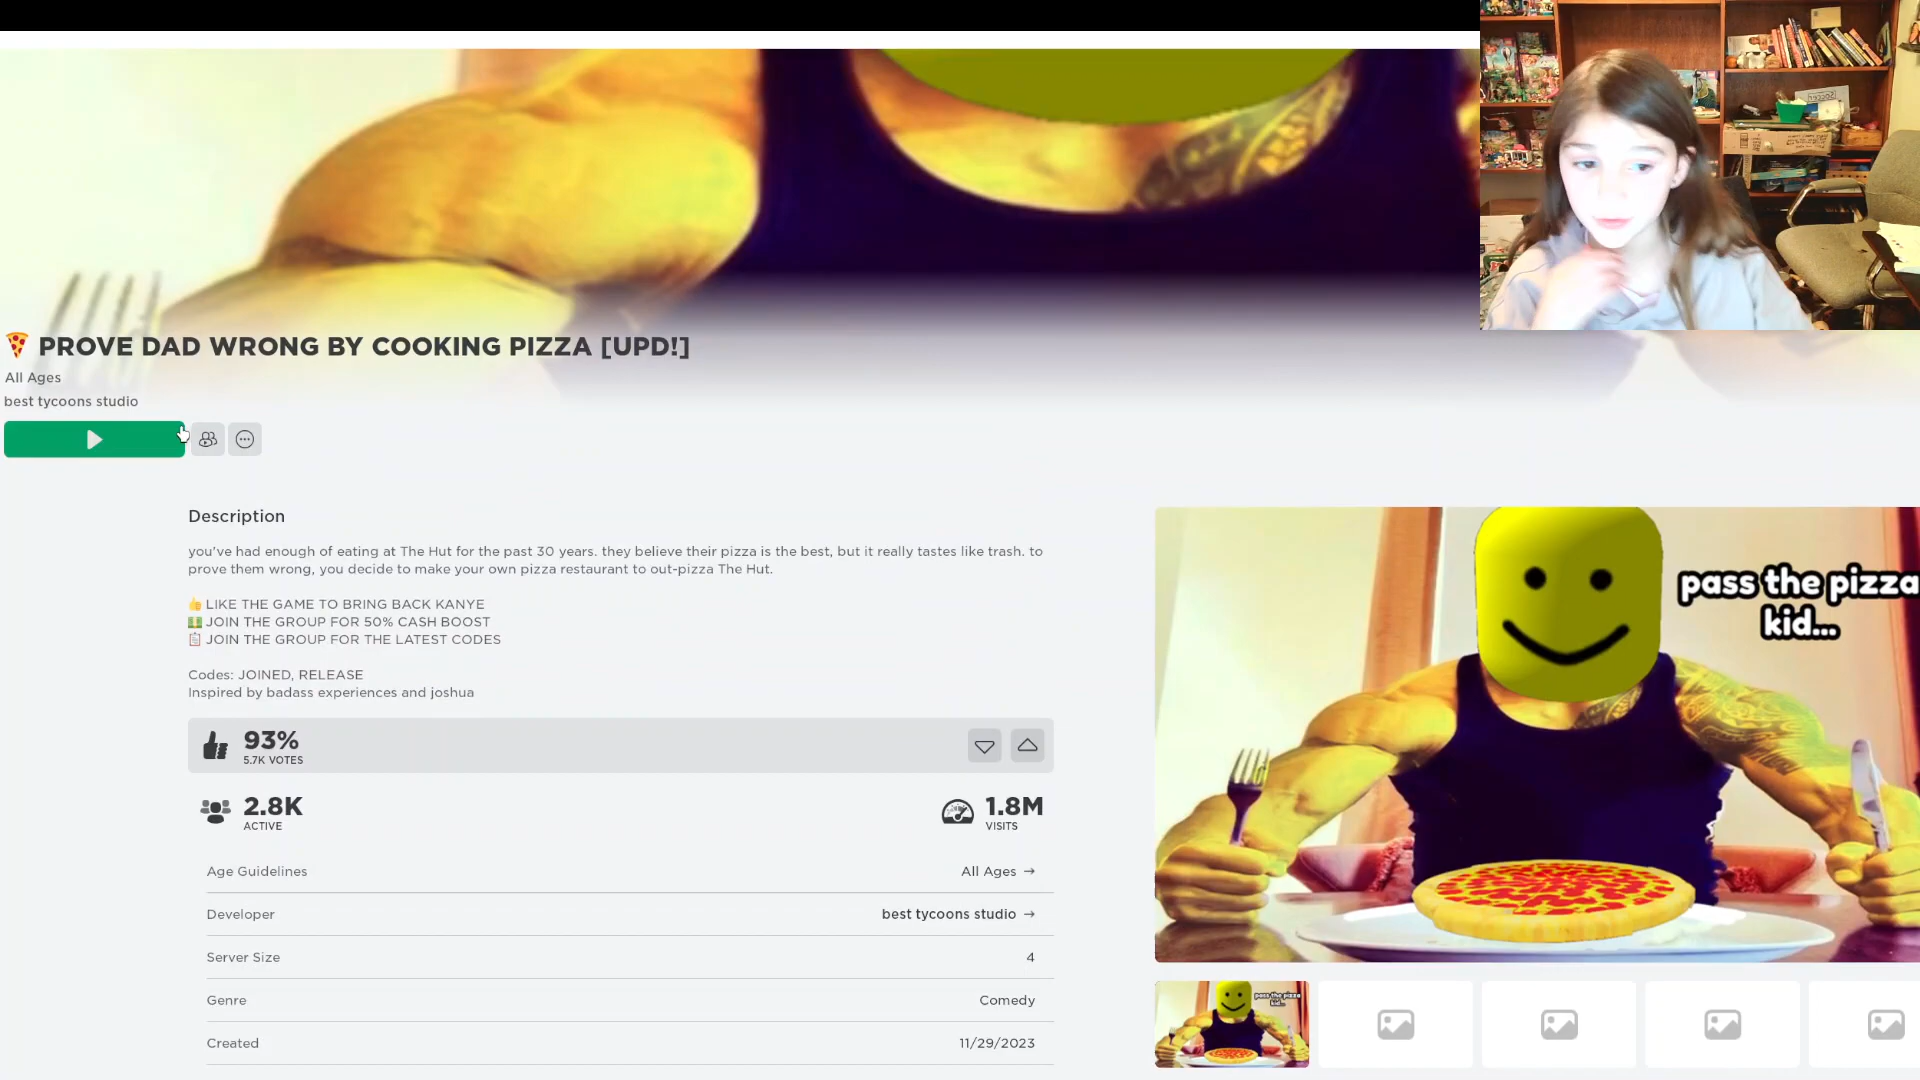 🍕 PROVE DAD WRONG BY COOKING PIZZA [UPD!]
All Ages
best tycoons studio
Description
you've had enough of eating at The Hut for the past 30 years. they believe their pizza is the best, but it really tastes like trash. to
prove them wrong, you decide to make your own pizza restaurant to out-pizza The Hut.
👍 LIKE THE GAME TO BRING BACK KANYE
💵 JOIN THE GROUP FOR 50% CASH BOOST
📋 JOIN THE GROUP FOR THE LATEST CODES
Codes: JOINED, RELEASE
Inspired by badass experiences and joshua
93%
5.7K VOTES
2.8K
ACTIVE
1.8M
VISITS
Age Guidelines All Ages →
Developer best tycoons studio →
Server Size 4
Genre Comedy
Created 11/29/2023
pass the pizza
kid...
pass the pizza
kid...